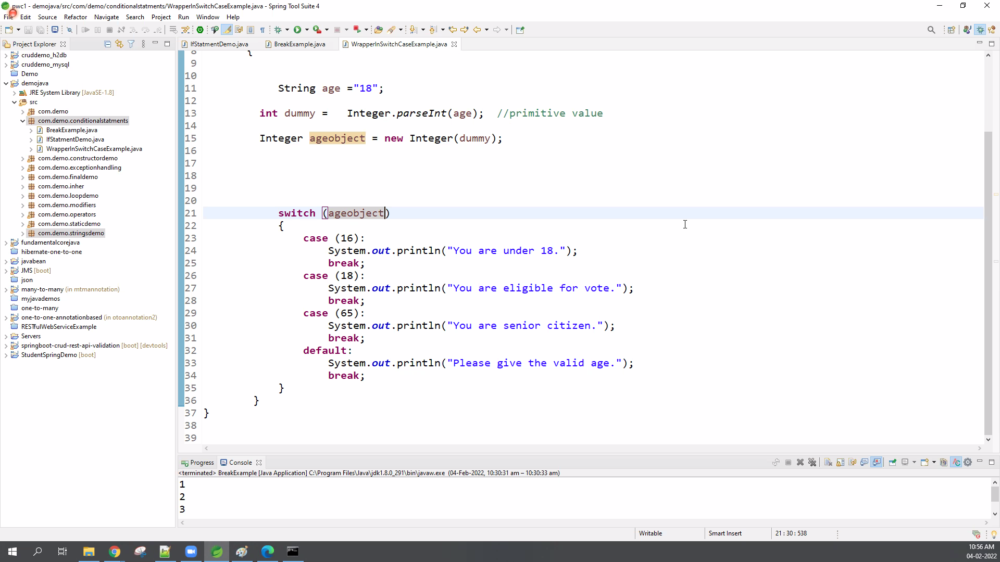 pwc1 - demojava/src/com/demo/conditionalstatments/WrapperInSwitchCaseExample.java - Spring Tool Suite 4
File Edit Source Refactor Navigate Search Project Run Window Help
Project Explorer
cruddemo_h2db
cruddemo_mysql
Demo
demojava
JRE System Library [JavaSE-1.8]
src
com.demo
com.demo.conditionalstatments
BreakExample.java
IfStatmentDemo.java
WrapperInSwitchCaseExample.java
com.demo.constructordemo
com.demo.exceptionhandling
com.demo.finaldemo
com.demo.inher
com.demo.loopdemo
com.demo.modifiers
com.demo.operators
com.demo.staticdemo
com.demo.stringsdemo
fundamentalcorejava
hibernate-one-to-one
javabean
JMS [boot]
json
many-to-many (in mtmannotation)
myjavademos
one-to-many
one-to-one-annotationbased (in otoannotation2)
RESTfulWebServiceExample
Servers
springboot-crud-rest-api-validation [boot] [devtools]
StudentSpringDemo [boot]
IfStatmentDemo.java BreakExample.java WrapperInSwitchCaseExample.java
8 {
9
10
11 String age ="18";
12
13 int dummy = Integer.parseInt(age); //primitive value
14
15 Integer ageobject = new Integer(dummy);
16
17
18
19
20
21 switch (ageobject)
22 {
23 case (16):
24 System.out.println("You are under 18.");
25 break;
26 case (18):
27 System.out.println("You are eligible for vote.");
28 break;
29 case (65):
30 System.out.println("You are senior citizen.");
31 break;
32 default:
33 System.out.println("Please give the valid age.");
34 break;
35 }
36 }
37 }
38
39
Progress Console
<terminated> BreakExample [Java Application] C:\Program Files\Java\jdk1.8.0_291\bin\javaw.exe (04-Feb-2022, 10:30:31 am – 10:30:33 am)
1
2
3
Writable Smart Insert 21 : 30 : 538
10:56 AM
04-02-2022